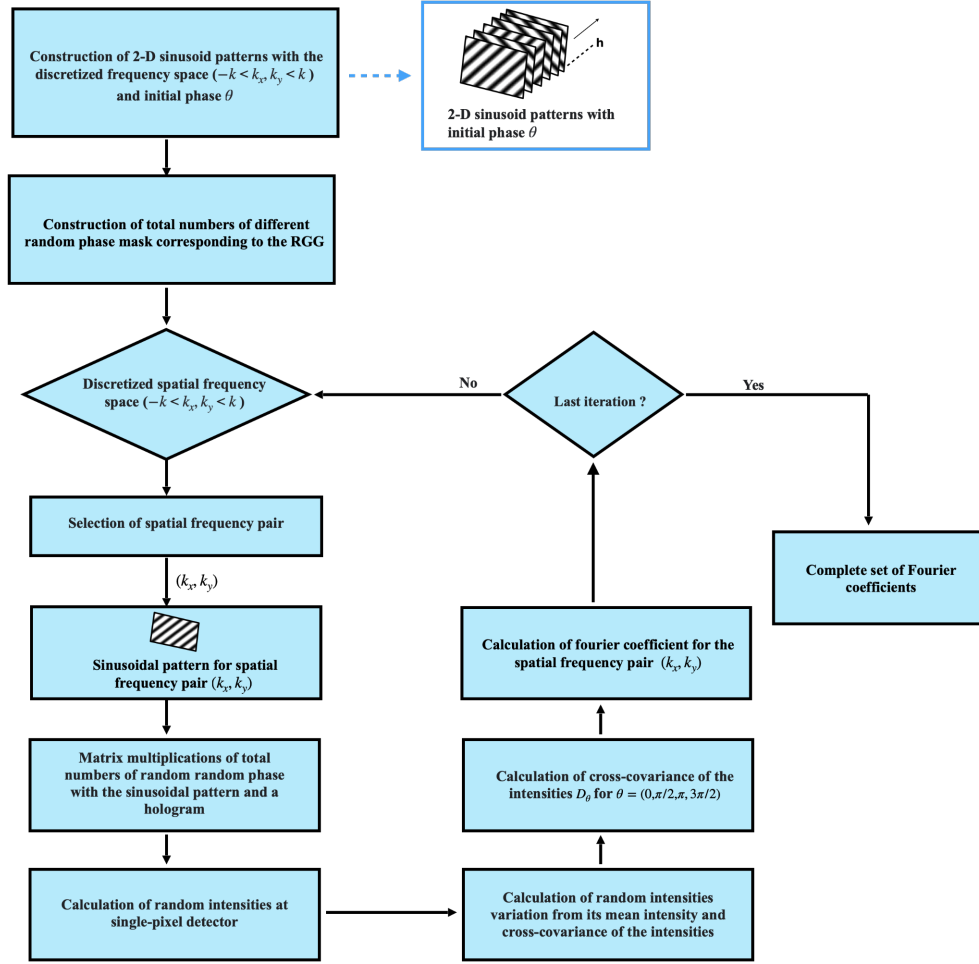 Construction of 2-D sinusoid patterns with the
discretized frequency space (−k < kₓ, k_y < k)
and initial phase θ
h
2-D sinusoid patterns with
initial phase θ
Construction of total numbers of different
random phase mask corresponding to the RGG
Discretized spatial frequency
space (−k < kₓ, k_y < k)
No
Last iteration ?
Yes
Selection of spatial frequency pair
(kₓ, k_y)
Sinusoidal pattern for spatial
frequency pair (kₓ, k_y)
Matrix multiplications of total
numbers of random random phase
with the sinusoidal pattern and a
hologram
Calculation of random intensities at
single-pixel detector
Calculation of random intensities
variation from its mean intensity and
cross-covariance of the intensities
Calculation of cross-covariance of the
intensities D_θ for θ = (0,π/2,π, 3π/2)
Calculation of fourier coefficient for the
spatial frequency pair (kₓ, k_y)
Complete set of Fourier
coefficients